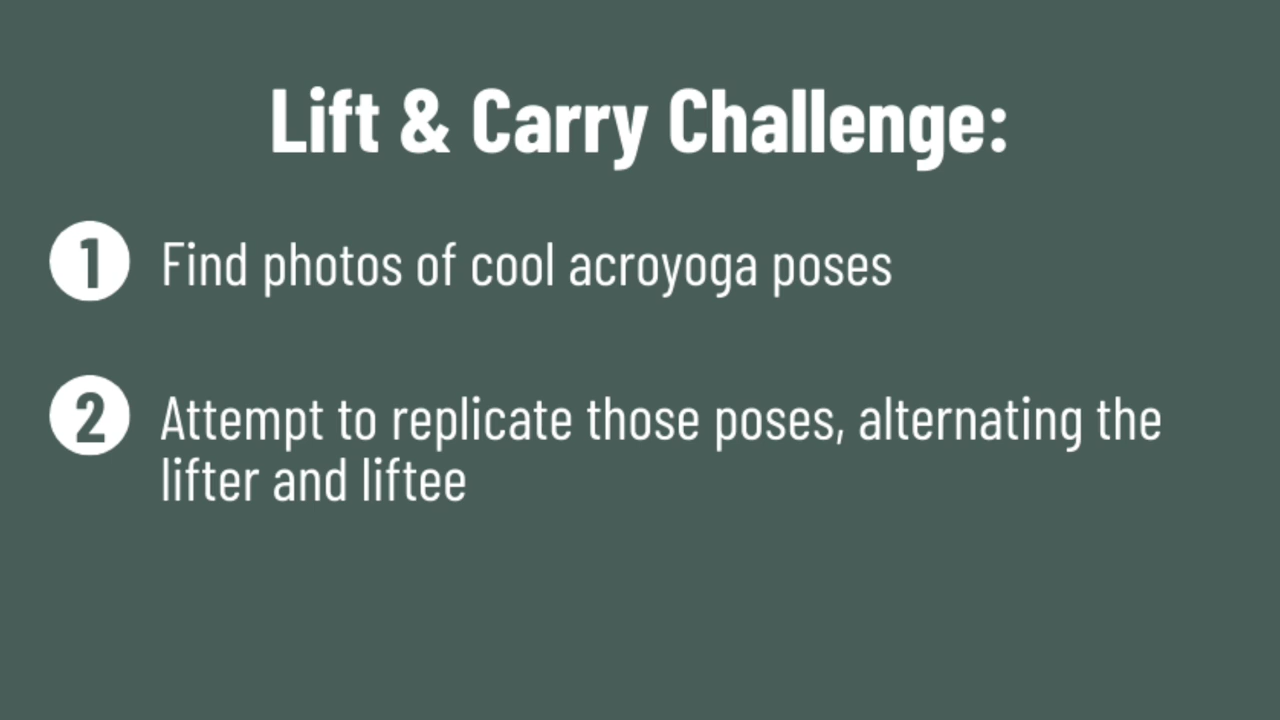 Lift & Carry Challenge:
1 Find photos of cool acroyoga poses
2 Attempt to replicate those poses, alternating the
lifter and liftee